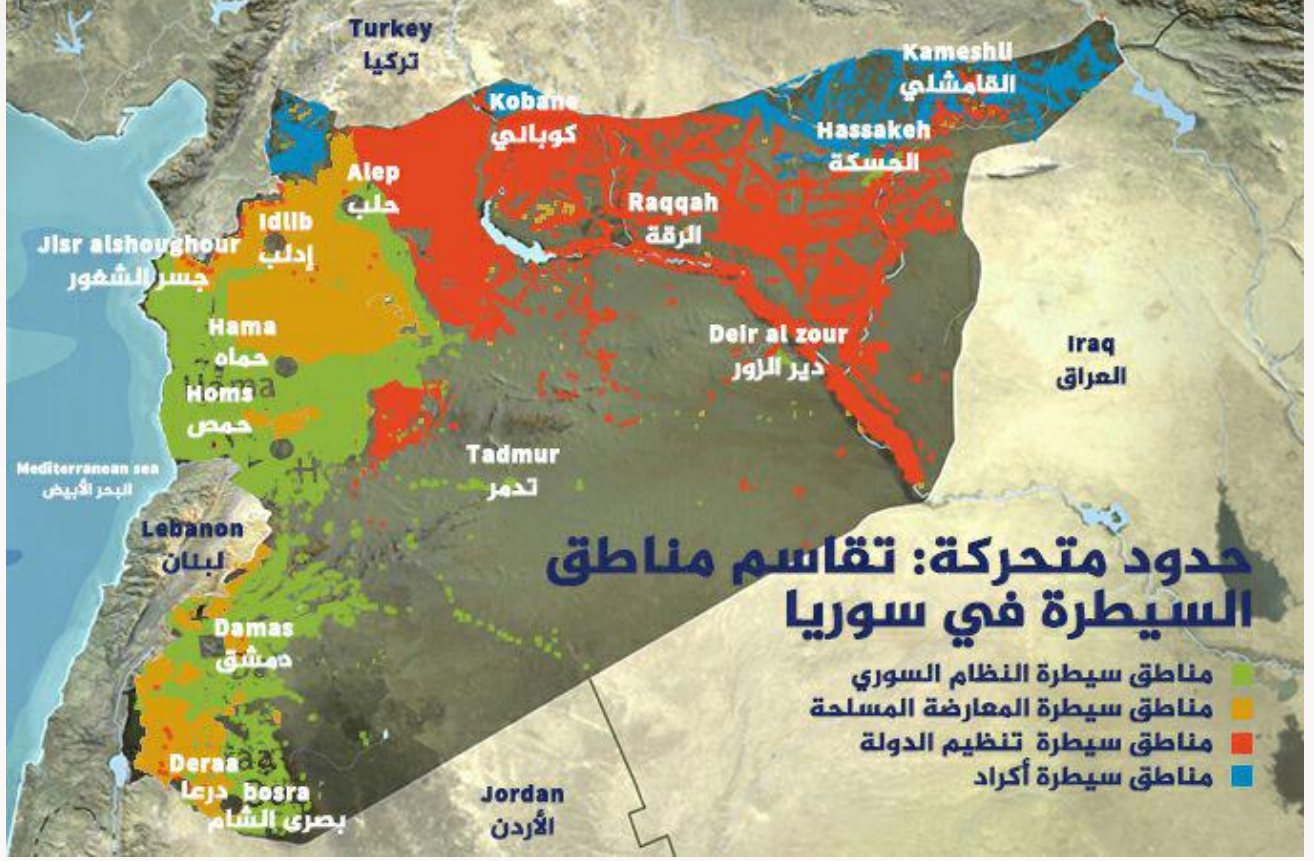 Turkey
تركيا
Kameshli
القامشلي
Kobane
كوباني
Hassakeh
الحسكة
Alep
حلب
Raqqah
الرقة
Idlib
إدلب
Jisr alshoughour
جسر الشغور
Hama
حماه
Deir al zour
دير الزور
Iraq
العراق
Homs
حمص
Tadmur
تدمر
Mediterranean sea
البحر الأبيض
Lebanon
لبنان
حدود متحركة: تقاسم مناطق
السيطرة في سوريا
Damas
دمشق
مناطق سيطرة النظام السوري
مناطق سيطرة المعارضة المسلحة
مناطق سيطرة تنظيم الدولة
مناطق سيطرة أكراد
Deraa
درعا
bosra
بصرى الشام
Jordan
الأردن